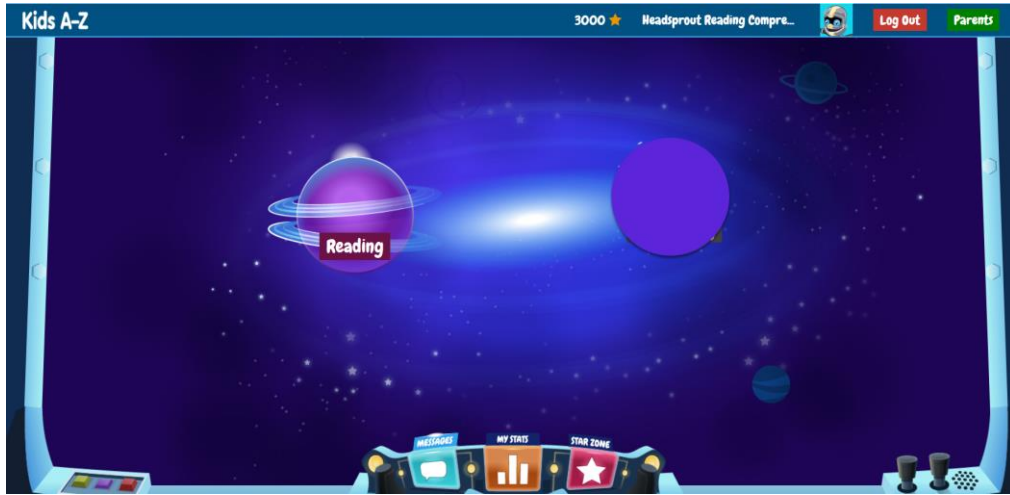 Kids A-Z
3000 Headsprout Reading Compre... Log Out Parents
Reading
MESSAGES MY STATS STAR ZONE